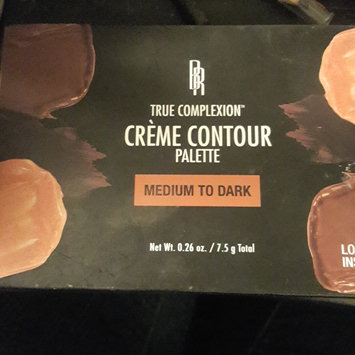 TRUE COMPLEXION™
CRÈME CONTOUR
PALETTE
MEDIUM TO DARK
Net Wt. 0.26 oz. / 7.5 g Total